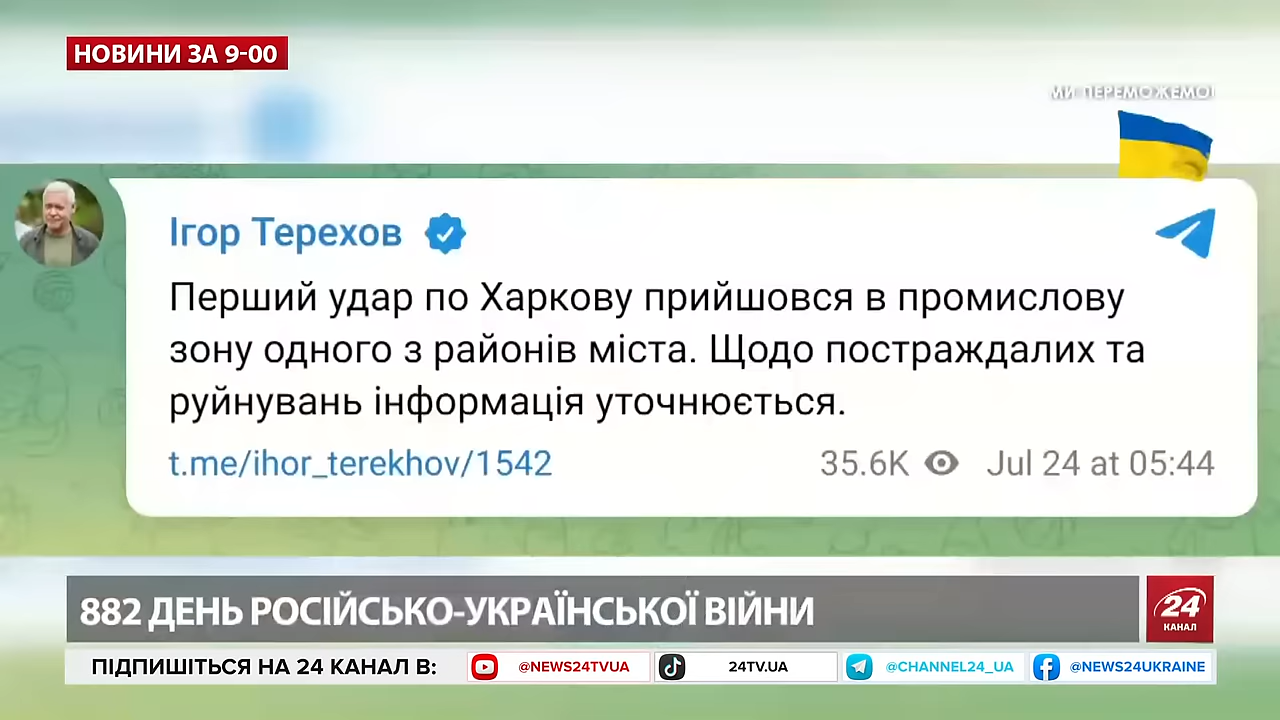 НОВИНИ ЗА 9-00
МИ ПЕРЕМОЖЕМО!
Ігор Терехов
Перший удар по Харкову прийшовся в промислову
зону одного з районів міста. Щодо постраждалих та
руйнувань інформація уточнюється.
t.me/ihor_terekhov/1542 35.6K Jul 24 at 05:44
882 ДЕНЬ РОСІЙСЬКО-УКРАЇНСЬКОЇ ВІЙНИ
24 КАНАЛ
ПІДПИШІТЬСЯ НА 24 КАНАЛ В: @NEWS24TVUA 24TV.UA @CHANNEL24_UA @NEWS24UKRAINE